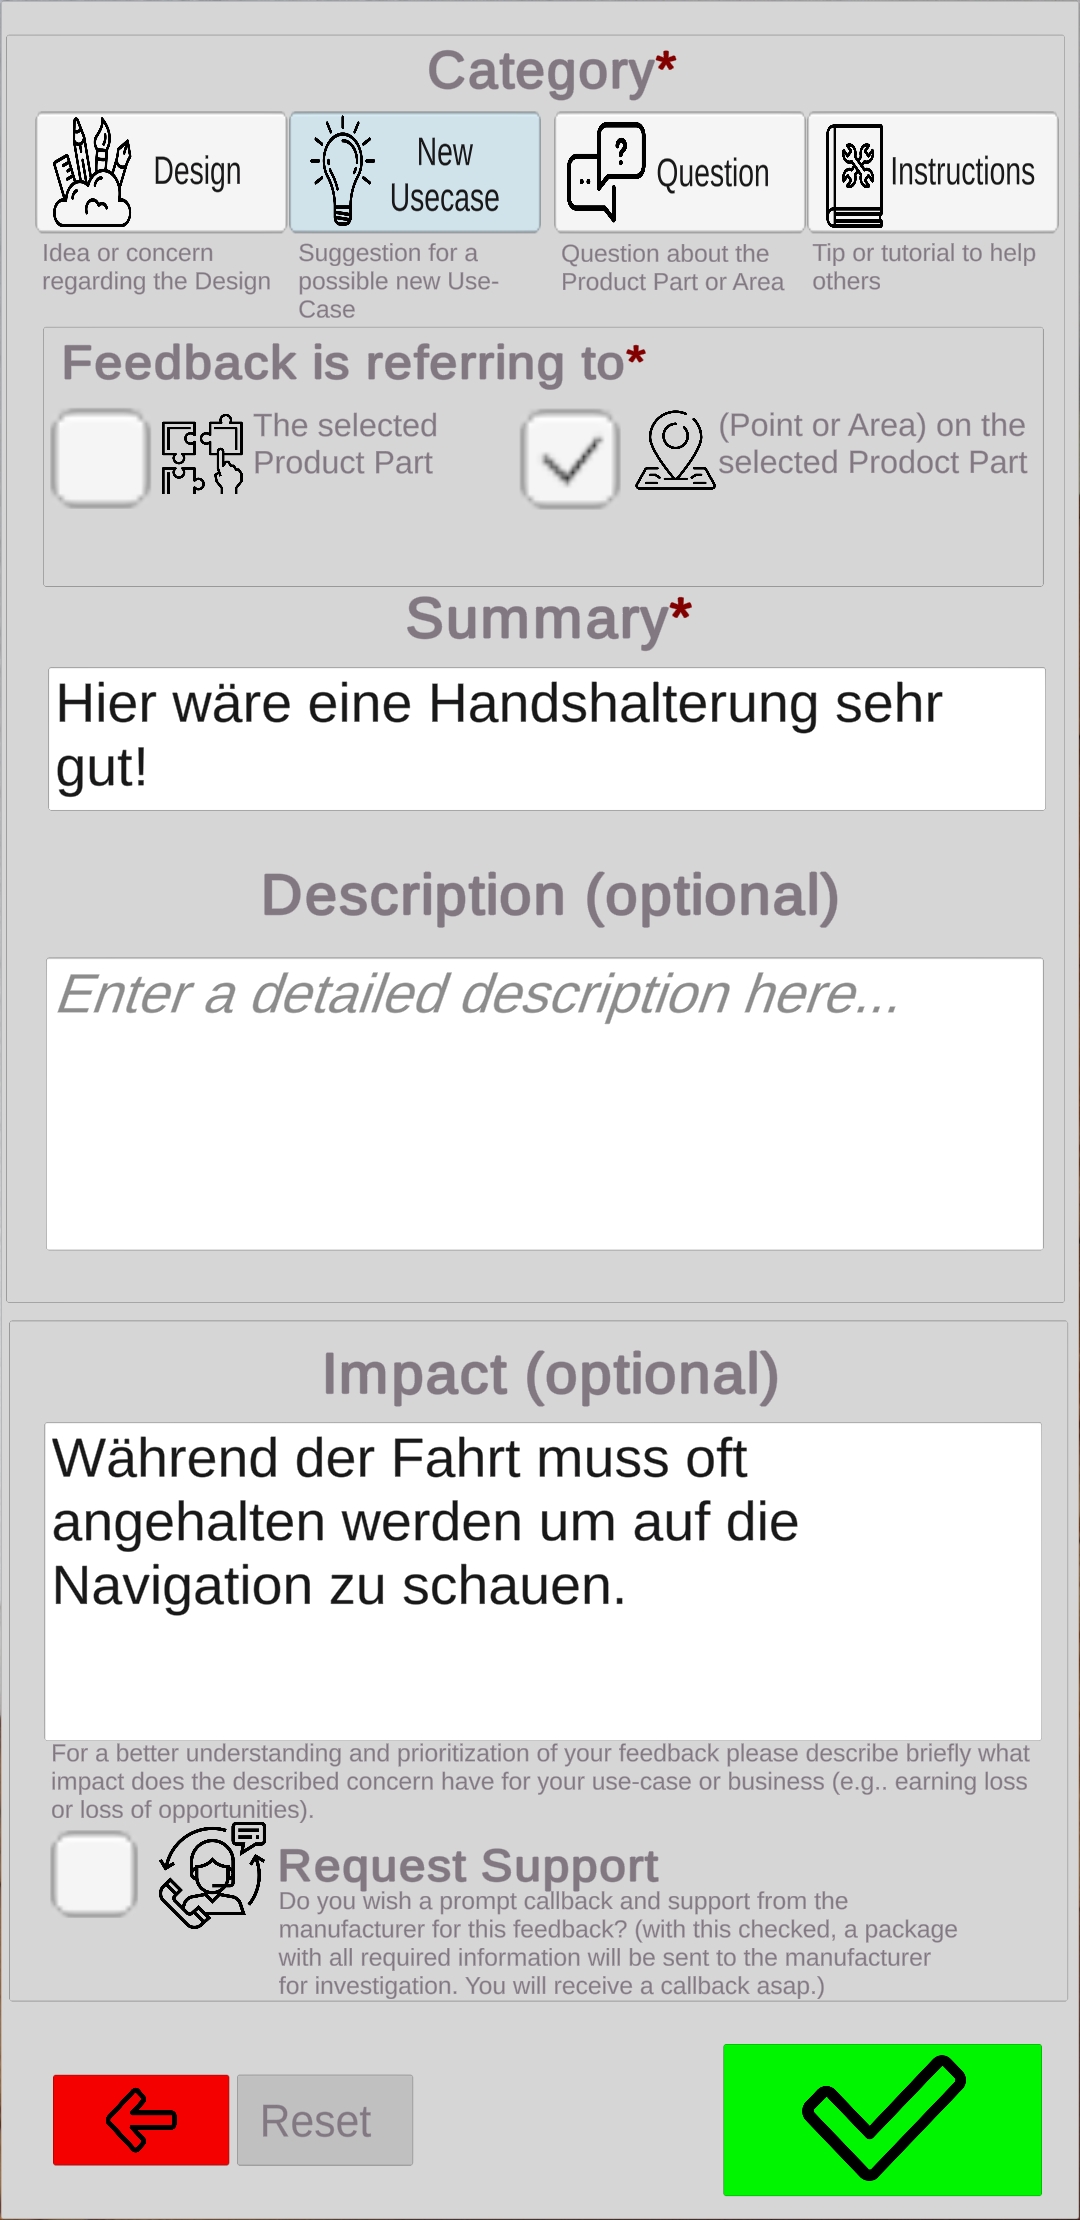 Category*
Design
New
Usecase
Question
Instructions
Idea or concern
regarding the Design
Suggestion for a
possible new Use-
Case
Question about the
Product Part or Area
Tip or tutorial to help
others
Feedback is referring to*
The selected
Product Part
(Point or Area) on the
selected Prodoct Part
Summary*
Hier wäre eine Handshalterung sehr
gut!
Description (optional)
Enter a detailed description here...
Impact (optional)
Während der Fahrt muss oft
angehalten werden um auf die
Navigation zu schauen.
For a better understanding and prioritization of your feedback please describe briefly what
impact does the described concern have for your use-case or business (e.g.. earning loss
or loss of opportunities).
Request Support
Do you wish a prompt callback and support from the
manufacturer for this feedback? (with this checked, a package
with all required information will be sent to the manufacturer
for investigation. You will receive a callback asap.)
Reset